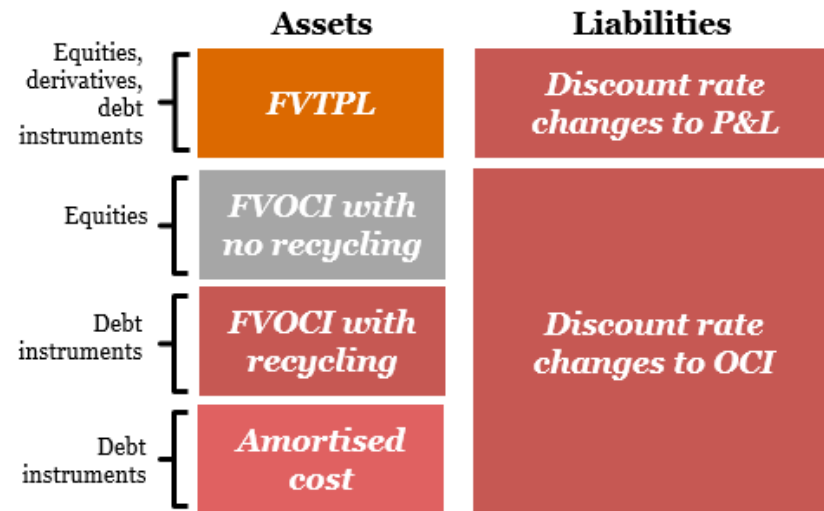 Assets
Liabilities
Equities,
derivatives,
debt
instruments
FVTPL
Discount rate
changes to P&L
Equities
FVOCI with
no recycling
Debt
instruments
FVOCI with
recycling
Discount rate
changes to OCI
Debt
instruments
Amortised
cost